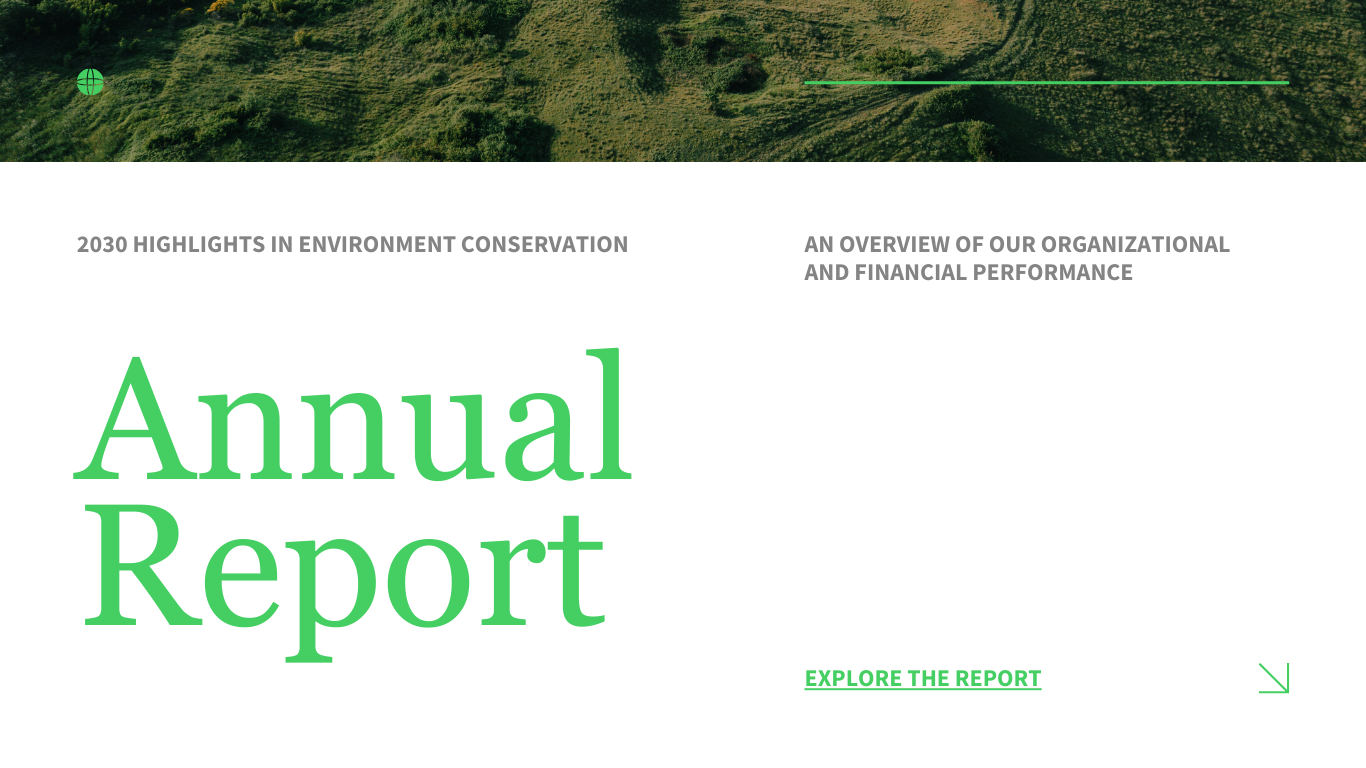 2030 HIGHLIGHTS IN ENVIRONMENT CONSERVATION
AN OVERVIEW OF OUR ORGANIZATIONAL
AND FINANCIAL PERFORMANCE
Annual
Report
EXPLORE THE REPORT